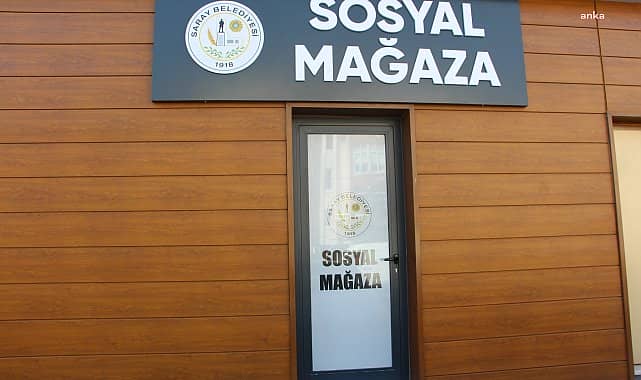 anka
SARAY BELEDİYESİ
1918
SOSYAL
MAĞAZA
SARAY BELEDİYESİ
1918
SOSYAL
MAĞAZA